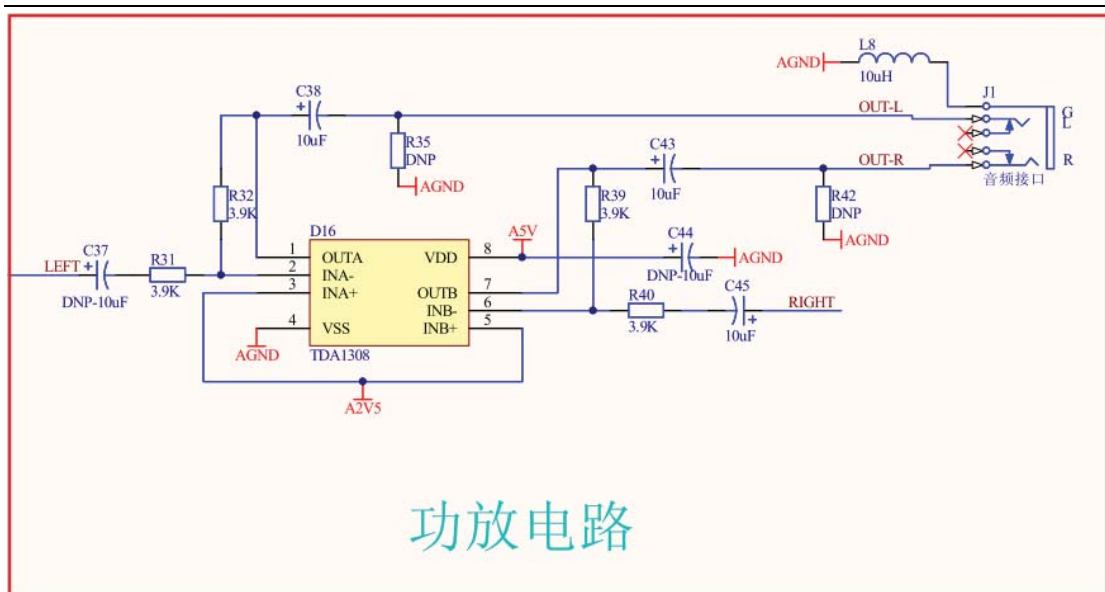 L8
AGND
10uH
J1
C38
OUT-L
G
L
10uF
R35
DNP
C43
OUT-R
R
AGND
10uF
音频接口
R32
3.9K
R39
3.9K
R42
DNP
D16
A5V
C44
AGND
C37
LEFT
R31
1
OUTA
VDD
8
AGND
2
INA-
DNP-10uF
3.9K
3
INA+
OUTB
7
DNP-10uF
C45
INB-
6
R40
RIGHT
4
VSS
INB+
5
3.9K
10uF
AGND
TDA1308
A2V5
功放电路